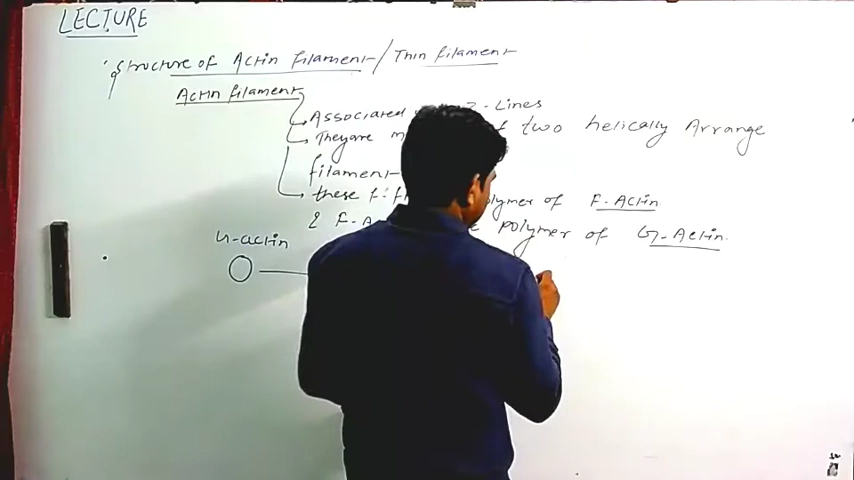 LECTURE
Structure of Actin filament/Thin filament
Actin filament
Associated Z-Lines
They are two helically Arrange
filament
these of F-Actin
& polymer of G-Actin.
G-actin